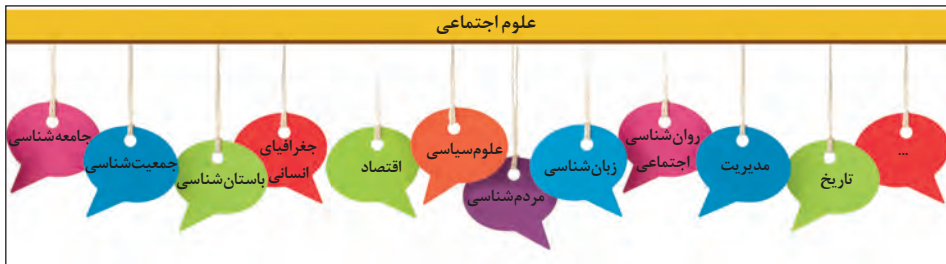 علوم اجتماعی
...
تاریخ
مدیریت
روان‌شناسی
اجتماعی
زبان‌شناسی
مردم‌شناسی
علوم سیاسی
اقتصاد
جغرافیای
انسانی
باستان‌شناسی
جمعیت‌شناسی
جامعه‌شناسی